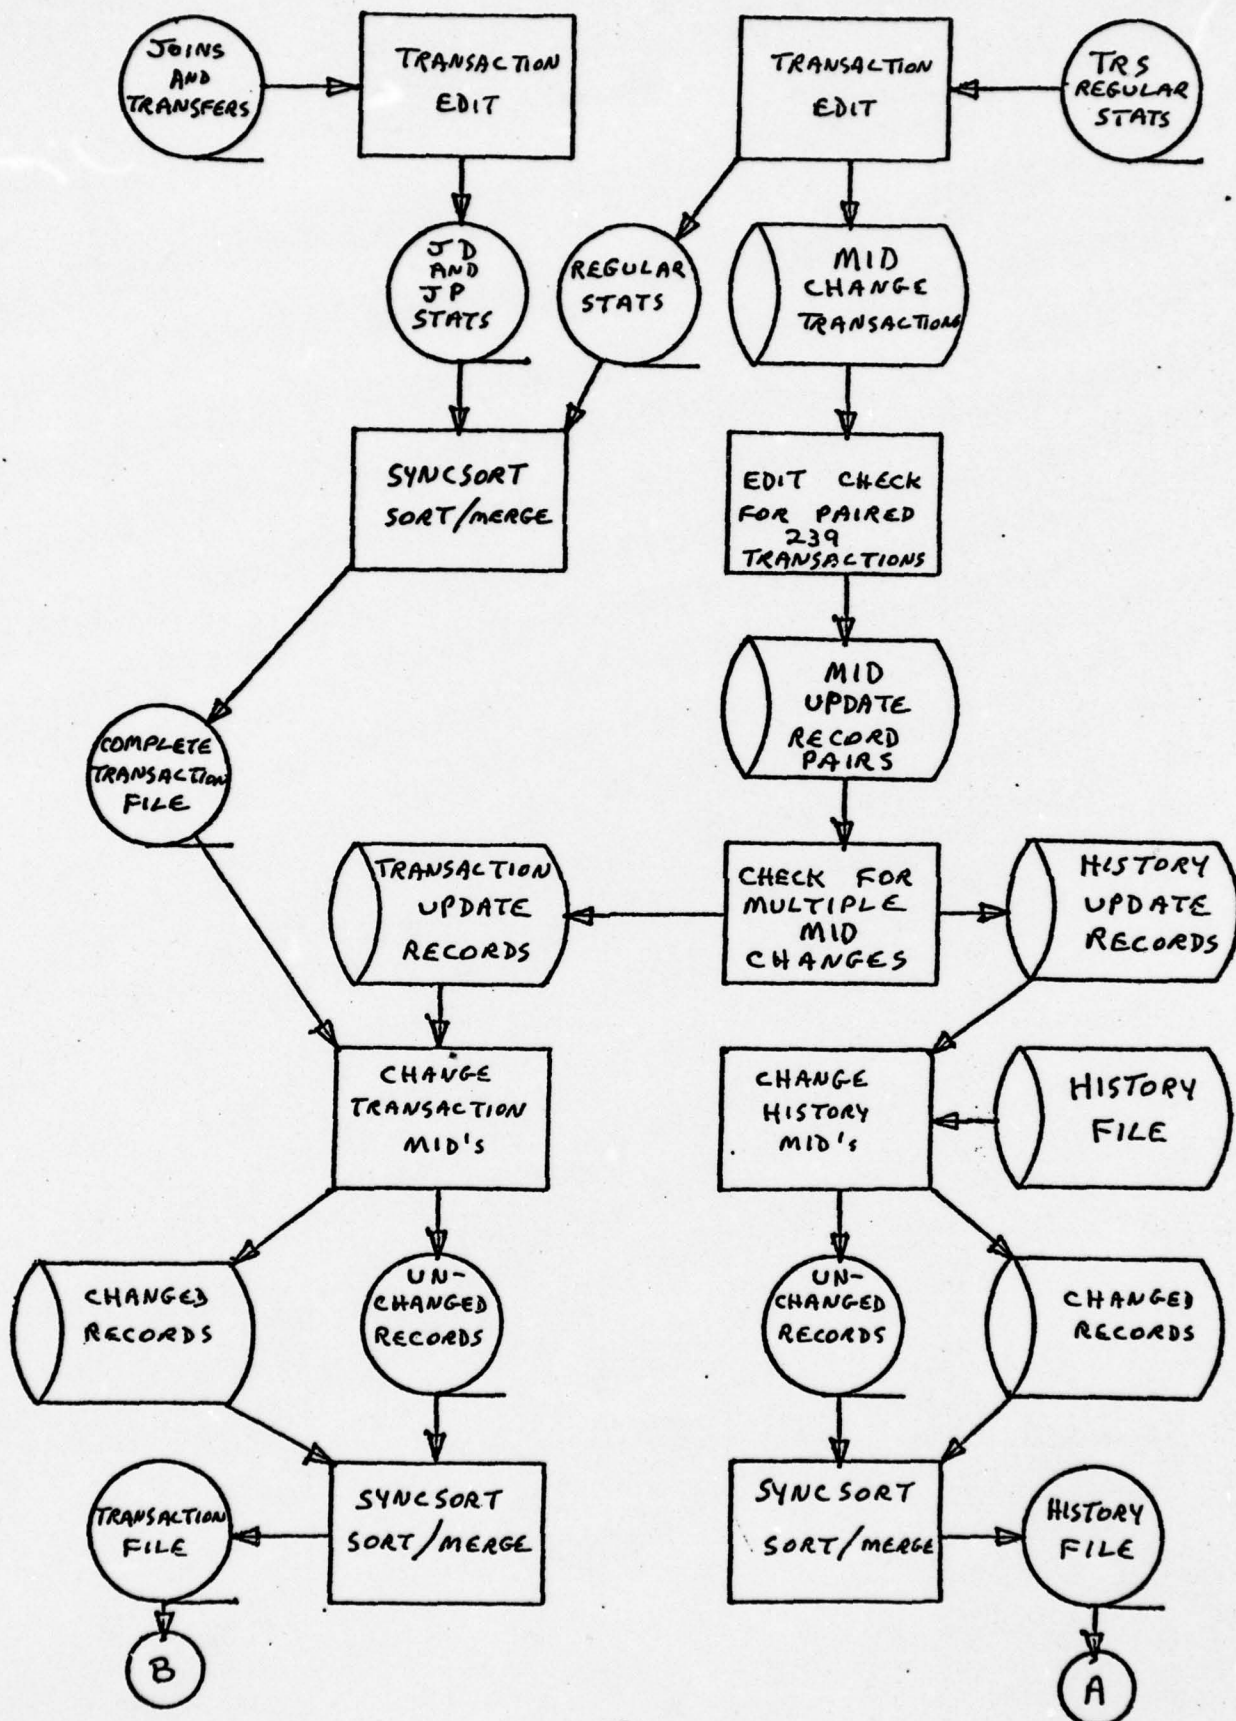 JOINS
AND
TRANSFERS
TRANSACTION
EDIT
TRANSACTION
EDIT
TRS
REGULAR
STATS
JD
AND
JP
STATS
REGULAR
STATS
MID
CHANGE
TRANSACTIONS
SYNCSORT
SORT/MERGE
EDIT CHECK
FOR PAIRED
239
TRANSACTIONS
MID
UPDATE
RECORD
PAIRS
COMPLETE
TRANSACTION
FILE
TRANSACTION
UPDATE
RECORDS
CHECK FOR
MULTIPLE
MID
CHANGES
HISTORY
UPDATE
RECORDS
CHANGE
TRANSACTION
MID's
CHANGE
HISTORY
MID's
HISTORY
FILE
CHANGED
RECORDS
UN-
CHANGED
RECORDS
UN-
CHANGED
RECORDS
CHANGED
RECORDS
TRANSACTION
FILE
SYNCSORT
SORT/MERGE
SYNCSORT
SORT/MERGE
HISTORY
FILE
B
A